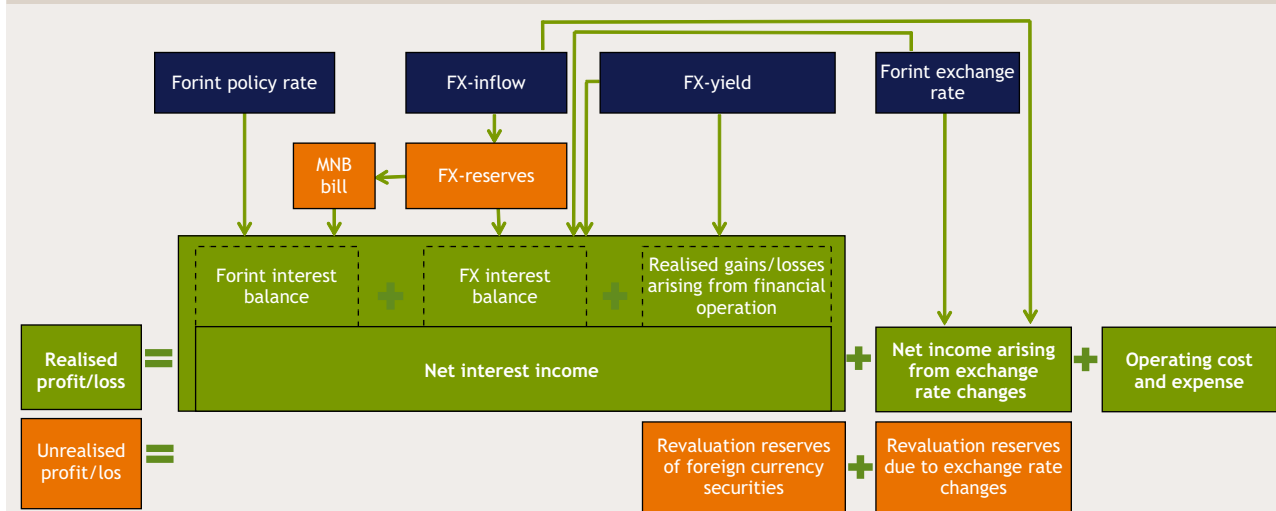 Forint policy rate
FX-inflow
FX-yield
Forint exchange
rate
MNB
bill
FX-reserves
Forint interest
balance
+
FX interest
balance
+
Realised gains/losses
arising from financial
operation
Realised
profit/loss
=
Net interest income
+
Net income arising
from exchange
rate changes
+
Operating cost
and expense
Unrealised
profit/los
=
Revaluation reserves
of foreign currency
securities
+
Revaluation reserves
due to exchange rate
changes